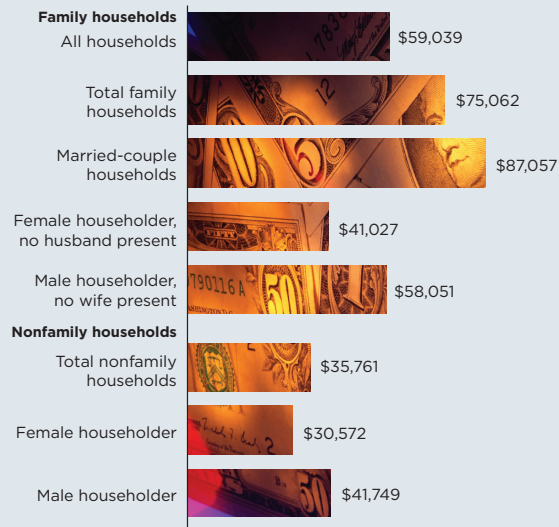 Family households
All households $59,039
Total family
households $75,062
Married-couple
households $87,057
Female householder,
no husband present $41,027
Male householder,
no wife present $58,051
Nonfamily households
Total nonfamily
households $35,761
Female householder $30,572
Male householder $41,749